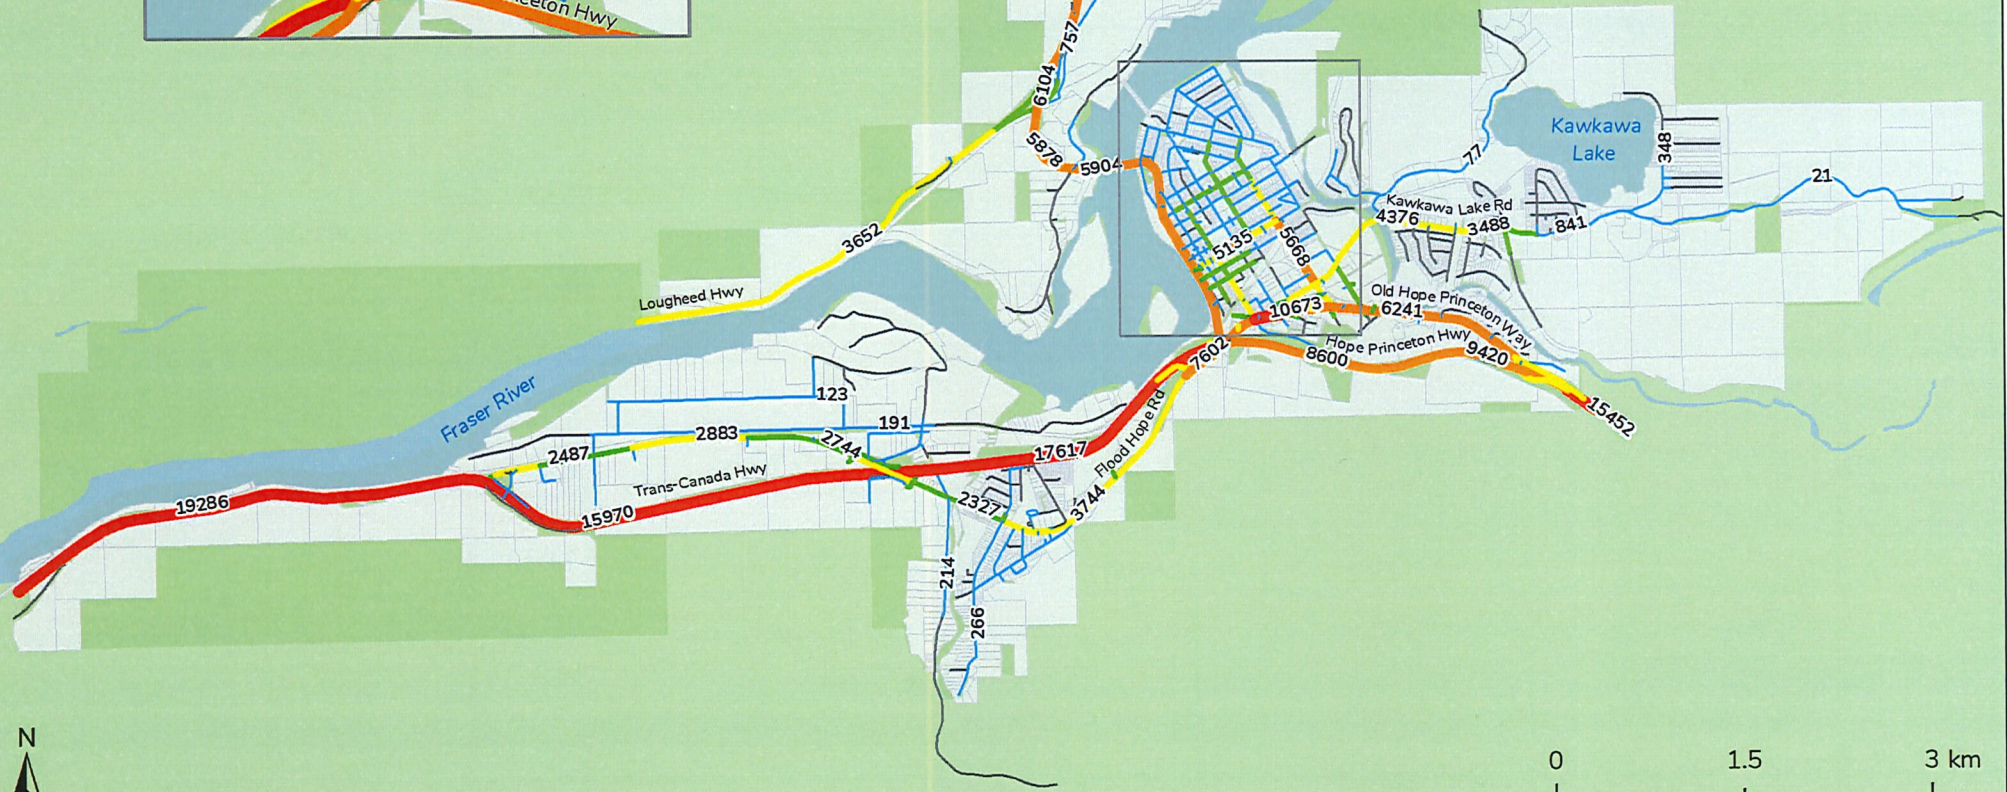 ceton Hwy
757
6104
5878
5904
Kawkawa
Lake
348
77
21
Kawkawa Lake Rd
4376
3488
841
3652
5135
5668
Lougheed Hwy
Old Hope Princeton Way
10673
6241
Hope Princeton Hwy
7602
8600
9420
15452
Fraser River
123
191
2883
2744
2487
17617
Flood Hope Rd
Trans-Canada Hwy
19286
15970
2327
3744
214
266
N
0 1.5 3 km